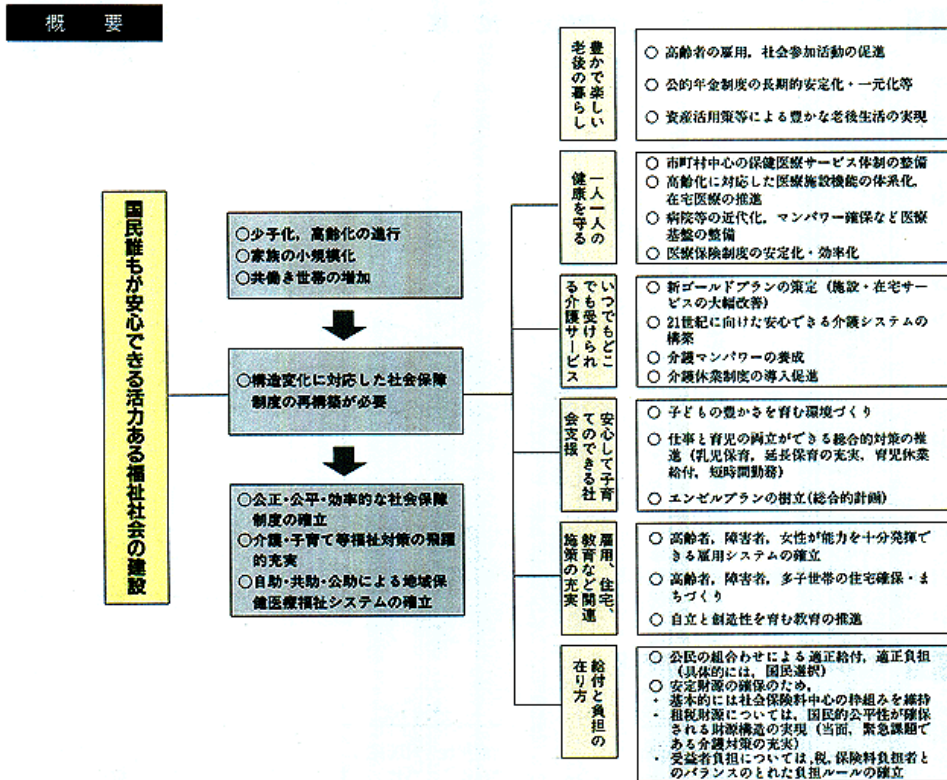 概 要
国民誰もが安心できる活力ある福祉社会の建設
○少子化，高齢化の進行
○家族の小規模化
○共働き世帯の増加
○構造変化に対応した社会保障
制度の再構築が必要
○公正・公平・効率的な社会保障
制度の確立
○介護・子育て等福祉対策の飛躍
的充実
○自助・共助・公助による地域保
健医療福祉システムの確立
豊かで楽しい
老後の暮らし
○ 高齢者の雇用，社会参加活動の促進
○ 公的年金制度の長期的安定化・一元化等
○ 資産活用策等による豊かな老後生活の実現
一人一人の
健康を守る
○ 市町村中心の保健医療サービス体制の整備
○ 高齢化に対応した医療施設機能の体系化，
在宅医療の推進
○ 病院等の近代化，マンパワー確保など医療
基盤の整備
○ 医療保険制度の安定化・効率化
いつでもどこ
でも受けられ
る介護サービス
○ 新ゴールドプランの策定（施設・在宅サー
ビスの大幅改善）
○ 21世紀に向けた安心できる介護システムの
構築
○ 介護マンパワーの養成
○ 介護休業制度の導入促進
安心して子育
てのできる社
会支援
○ 子どもの豊かさを育む環境づくり
○ 仕事と育児の両立ができる総合的対策の推
進（乳児保育，延長保育の充実，育児休業
給付，短時間勤務）
○ エンゼルプランの樹立(総合的計画)
雇用、住宅、
教育など関連
施策の充実
○ 高齢者，障害者，女性が能力を十分発揮で
きる雇用システムの確立
○ 高齢者，障害者，多子世帯の住宅確保・ま
ちづくり
○ 自立と創造性を育む教育の推進
給付と負担の
在り方
○ 公民の組合わせによる適正給付，適正負担
（具体的には，国民選択）
○ 安定財源の確保のため，
・ 基本的には社会保険料中心の枠組みを維持
・ 租税財源については，国民的公平性が確保
される財源構造の実現（当面，緊急課題で
ある介護対策の充実）
・ 受益者負担については,税,保険料負担者と
のバランスのとれた負担ルールの確立